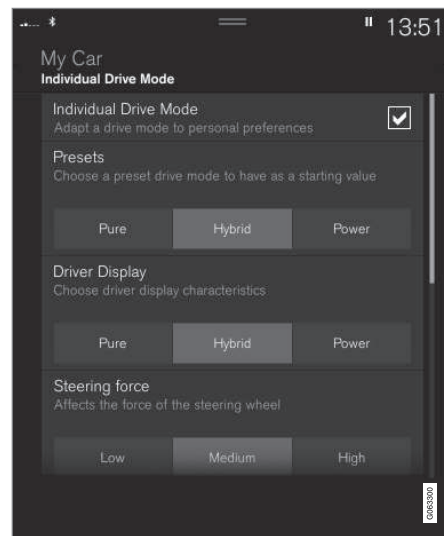 13:51
My Car
Individual Drive Mode
Individual Drive Mode
Adapt a drive mode to personal preferences
Presets
Choose a preset drive mode to have as a starting value
Pure Hybrid Power
Driver Display
Choose driver display characteristics
Pure Hybrid Power
Steering force
Affects the force of the steering wheel
Low Medium High
G063300